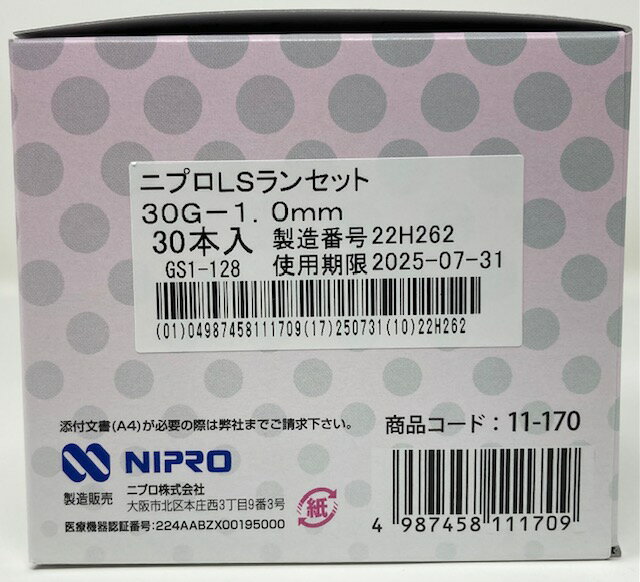 ニプロLSランセット
30G－1．0mm
30本入 製造番号22H262
GS1-128 使用期限2025-07-31
(01)04987458111709(17)250731(10)22H262
添付文書(A4)が必要の際は弊社までご請求下さい。
商品コード：11-170
NIPRO
製造販売 ニプロ株式会社
大阪市北区本庄西3丁目9番3号
医療機器認証番号:224AABZX00195000
紙
4 987458 111709